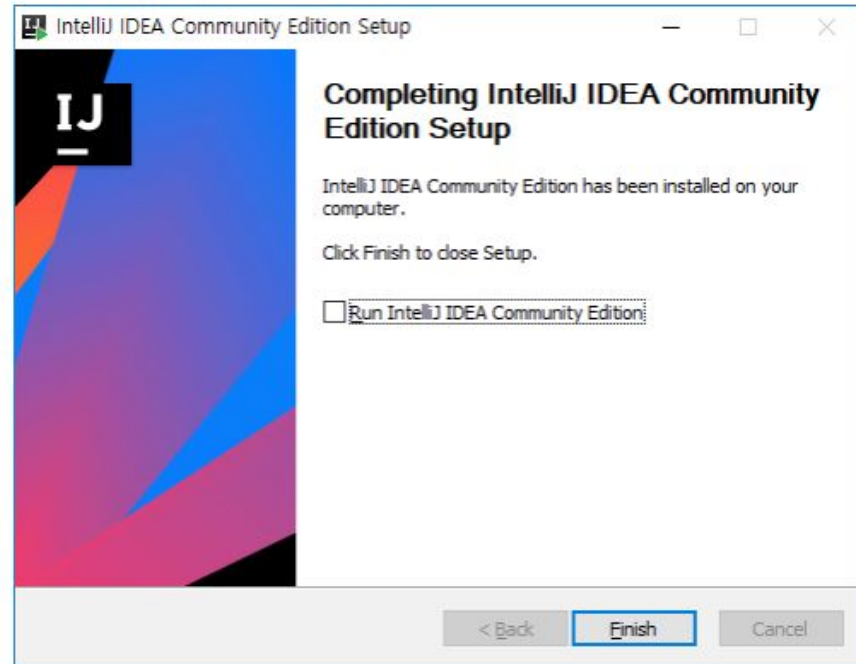 IntelliJ IDEA Community Edition Setup
IJ
Completing IntelliJ IDEA Community
Edition Setup
IntelliJ IDEA Community Edition has been installed on your
computer.
Click Finish to close Setup.
Run IntelliJ IDEA Community Edition
< Back Finish Cancel